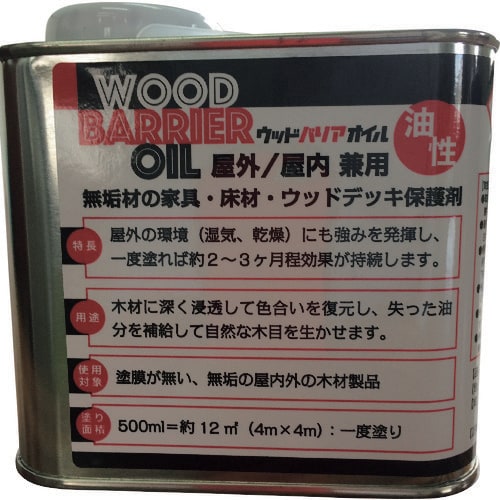 WOOD
BARRIER
ウッドバリアオイル
油性
OIL 屋外/屋内 兼用
無垢材の家具・床材・ウッドデッキ保護剤
特長
屋外の環境（湿気、乾燥）にも強みを発揮し、
一度塗れば約2〜3ヶ月程効果が持続します。
用途
木材に深く浸透して色合いを復元し、失った油
分を補給して自然な木目を生かせます。
使用
対象
塗膜が無い、無垢の屋内外の木材製品
塗り
面積
500ml＝約 12 ㎡（4m×4m）：一度塗り